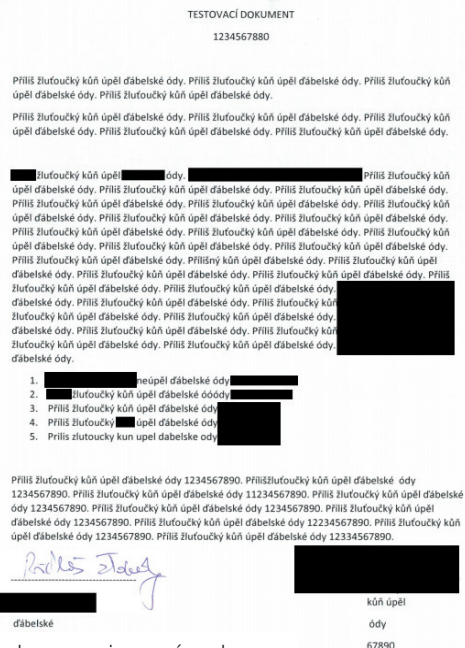 TESTOVACÍ DOKUMENT
1234567880
Příliš žluťoučký kůň úpěl ďábelské ódy. Příliš žluťoučký kůň úpěl ďábelské ódy. Příliš žluťoučký kůň
úpěl ďábelské ódy. Příliš žluťoučký kůň úpěl ďábelské ódy.
Příliš žluťoučký kůň úpěl ďábelské ódy. Příliš žluťoučký kůň úpěl ďábelské ódy. Příliš žluťoučký kůň
úpěl ďábelské ódy. Příliš žluťoučký kůň úpěl ďábelské ódy. Příliš žluťoučký kůň úpěl ďábelské ódy.
žluťoučký kůň úpěl ódy. Příliš žluťoučký kůň
úpěl ďábelské ódy. Příliš žluťoučký kůň úpěl ďábelské ódy. Příliš žluťoučký kůň úpěl ďábelské ódy.
Příliš žluťoučký kůň úpěl ďábelské ódy. Příliš žluťoučký kůň úpěl ďábelské ódy. Příliš žluťoučký kůň
úpěl ďábelské ódy. Příliš žluťoučký kůň úpěl ďábelské ódy. Příliš žluťoučký kůň úpěl ďábelské ódy.
Příliš žluťoučký kůň úpěl ďábelské ódy. Příliš žluťoučký kůň úpěl ďábelské ódy. Příliš žluťoučký kůň
úpěl ďábelské ódy. Příliš žluťoučký kůň úpěl ďábelské ódy. Příliš žluťoučký kůň úpěl ďábelské ódy.
Příliš žluťoučký kůň úpěl ďábelské ódy. Přílišný kůň úpěl ďábelské ódy. Příliš žluťoučký kůň úpěl
ďábelské ódy. Příliš žluťoučký kůň úpěl ďábelské ódy. Příliš žluťoučký kůň úpěl ďábelské ódy. Příliš
žluťoučký kůň úpěl ďábelské ódy. Příliš žluťoučký kůň úpěl ďábelské ódy.
ďábelské ódy. Příliš žluťoučký kůň úpěl ďábelské ódy. Příliš žluťoučký kůň
žluťoučký kůň úpěl ďábelské ódy. Příliš žluťoučký kůň úpěl ďábelské ódy.
ďábelské ódy. Příliš žluťoučký kůň úpěl ďábelské ódy. Příliš žluťoučký kůň
žluťoučký kůň úpěl ďábelské ódy. Příliš žluťoučký kůň úpěl ďábelské ódy.
ďábelské ódy.
1. neúpěl ďábelské ódy
2. žluťoučký kůň úpěl ďábelské óóódy
3. Příliš žluťoučký kůň úpěl ďábelské ódy
4. Příliš žluťoučký úpěl ďábelské ódy
5. Prilis zlutoucky kun upel dabelske ody
Příliš žluťoučký kůň úpěl ďábelské ódy 1234567890. Přílišžluťoučký kůň úpěl ďábelské ódy
1234567890. Příliš žluťoučký kůň úpěl ďábelské ódy 11234567890. Příliš žluťoučký kůň úpěl ďábelské
ódy 1234567890. Příliš žluťoučký kůň úpěl ďábelské ódy 1234567890. Příliš žluťoučký kůň úpěl
ďábelské ódy 1234567890. Příliš žluťoučký kůň úpěl ďábelské ódy 12234567890. Příliš žluťoučký kůň
úpěl ďábelské ódy 1234567890. Příliš žluťoučký kůň úpěl ďábelské ódy 12334567890.
kůň úpěl
ďábelské ódy
67890